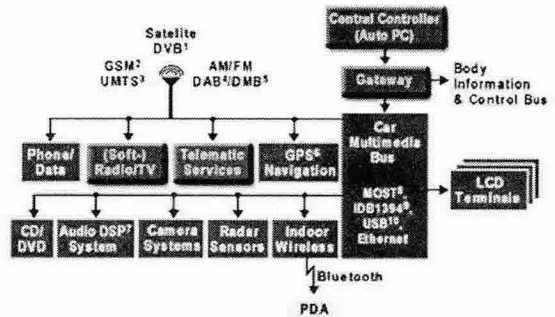 Satelite
DVB¹
GSM²
UMTS³
AM/FM
DAB⁴/DMB⁵
Central Controller
(Auto PC)
Gateway
Body
Information
& Control Bus
Phone/
Data
(Soft-)
Radio/TV
Telematic
Services
GPS⁶
Navigation
Car
Multimedia
Bus
MOST⁸,
IDB1394⁹,
USB¹⁰,
Ethernet
LCD
Terminals
CD/
DVD
Audio DSP⁷
System
Camera
Systems
Radar
Sensors
Indoor
Wireless
Bluetooth
PDA